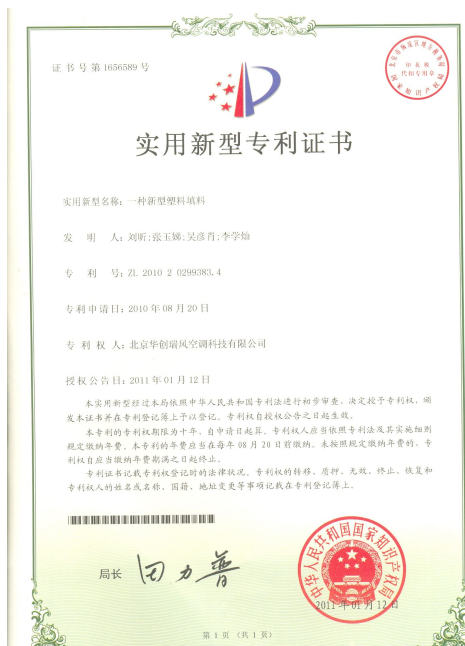 证书号第1656589号
印花税
代扣专用章
实用新型专利证书
实用新型名称：一种新型塑料填料
发明人：刘昕;张玉娣;吴彦肖;李学灿
专利号：ZL 2010 2 0299383.4
专利申请日：2010年08月20日
专利权人：北京华创瑞风空调科技有限公司
授权公告日：2011年01月12日
本实用新型经过本局依照中华人民共和国专利法进行初步审查，决定授予专利权，颁
发本证书并在专利登记簿上予以登记。专利权自授权公告之日起生效。
本专利的专利权期限为十年，自申请日起算。专利权人应当依照专利法及其实施细则
规定缴纳年费。本专利的年费应当在每年08月20日前缴纳。未按照规定缴纳年费的，专
利权自应当缴纳年费期满之日起终止。
专利证书记载专利权登记时的法律状况。专利权的转移、质押、无效、终止、恢复和
专利权人的姓名或名称、国籍、地址变更等事项记载在专利登记簿上。
局长 田力普
中华人民共和国国家知识产权局
2011年01月12日
第1页（共1页）